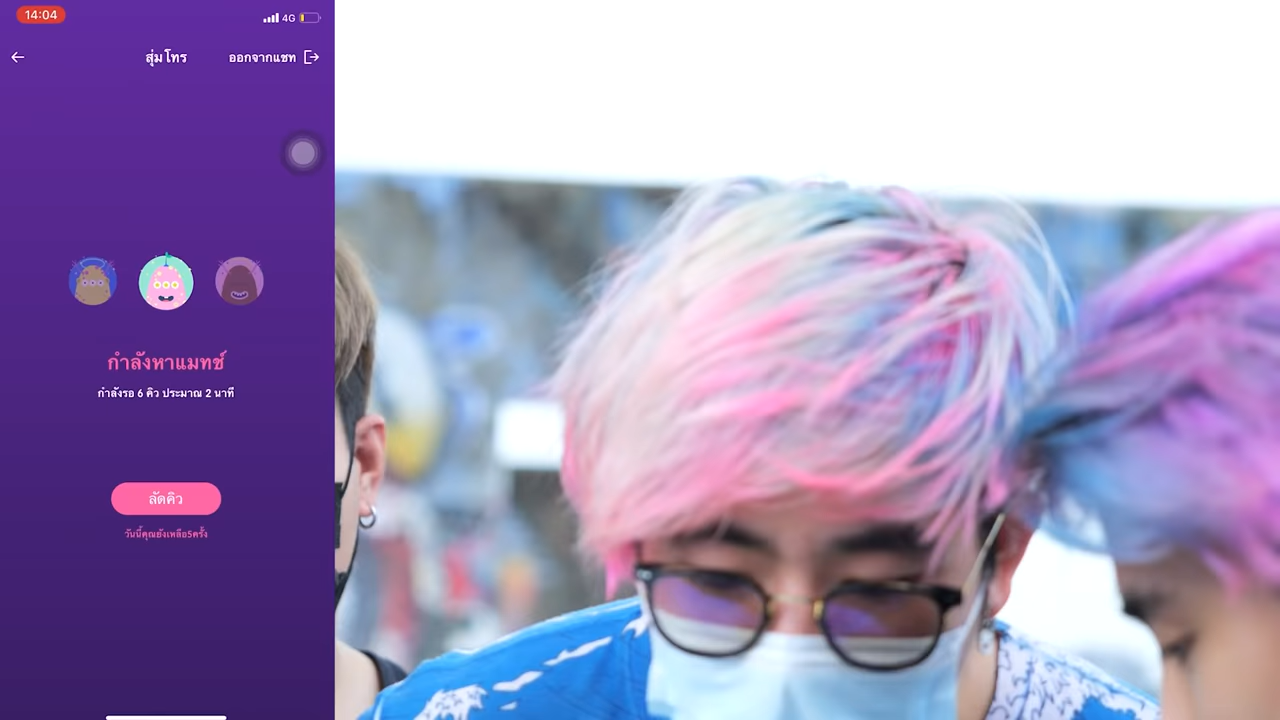 14:04
4G
สุ่มโทร
ออกจากแชท
กำลังหาแมทช์
กำลังรอ 6 คิว ประมาณ 2 นาที
ลัดคิว
วันนี้คุณยังเหลือ5ครั้ง